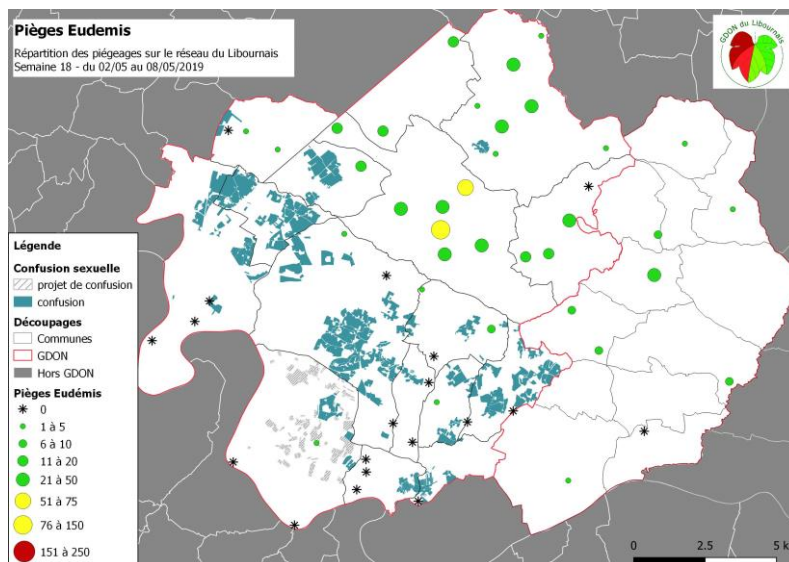 Pièges Eudemis
Répartition des piégeages sur le réseau du Libournais
Semaine 18 - du 02/05 au 08/05/2019
GDON du Libournais
Légende
Confusion sexuelle
projet de confusion
confusion
Découpages
Communes
GDON
Hors GDON
Pièges Eudémis
0
1 à 5
6 à 10
11 à 20
21 à 50
51 à 75
76 à 150
151 à 250
0 2.5 5 k